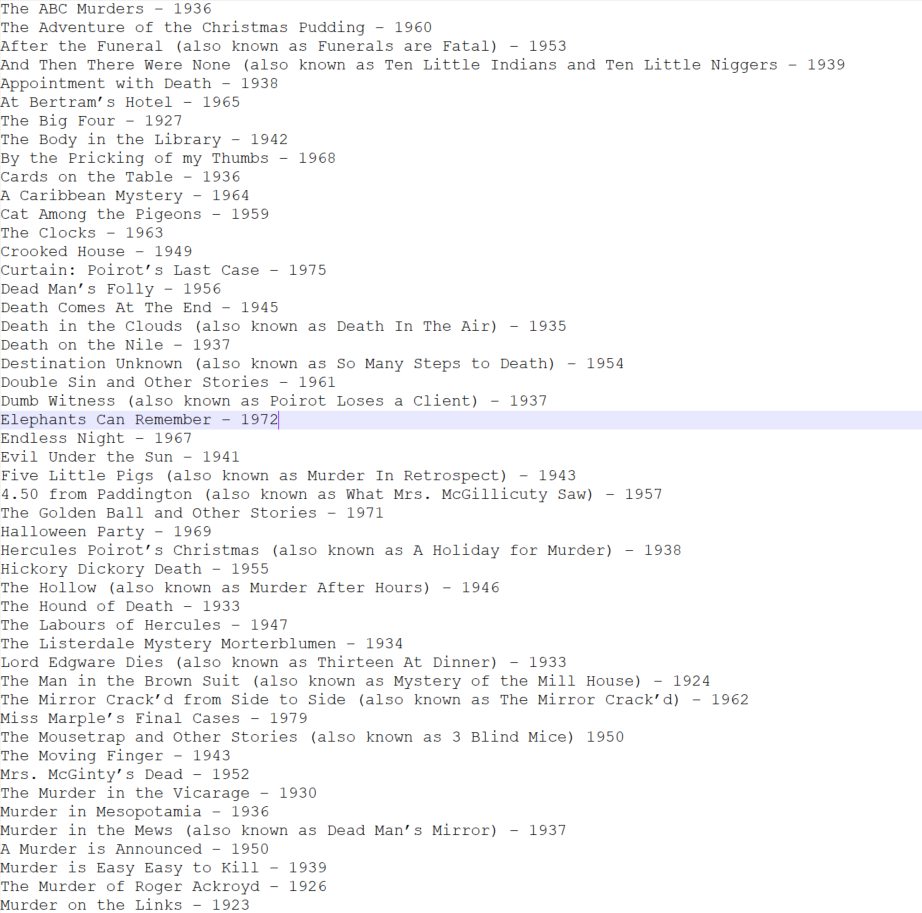 The ABC Murders – 1936
The Adventure of the Christmas Pudding – 1960
After the Funeral (also known as Funerals are Fatal) – 1953
And Then There Were None (also known as Ten Little Indians and Ten Little Niggers – 1939
Appointment with Death – 1938
At Bertram’s Hotel – 1965
The Big Four – 1927
The Body in the Library – 1942
By the Pricking of my Thumbs – 1968
Cards on the Table – 1936
A Caribbean Mystery – 1964
Cat Among the Pigeons – 1959
The Clocks – 1963
Crooked House – 1949
Curtain: Poirot’s Last Case – 1975
Dead Man’s Folly – 1956
Death Comes At The End – 1945
Death in the Clouds (also known as Death In The Air) – 1935
Death on the Nile – 1937
Destination Unknown (also known as So Many Steps to Death) – 1954
Double Sin and Other Stories – 1961
Dumb Witness (also known as Poirot Loses a Client) – 1937
Elephants Can Remember – 1972
Endless Night – 1967
Evil Under the Sun – 1941
Five Little Pigs (also known as Murder In Retrospect) – 1943
4.50 from Paddington (also known as What Mrs. McGillicuty Saw) – 1957
The Golden Ball and Other Stories – 1971
Halloween Party – 1969
Hercules Poirot’s Christmas (also known as A Holiday for Murder) – 1938
Hickory Dickory Death – 1955
The Hollow (also known as Murder After Hours) – 1946
The Hound of Death – 1933
The Labours of Hercules – 1947
The Listerdale Mystery Morterblumen – 1934
Lord Edgware Dies (also known as Thirteen At Dinner) – 1933
The Man in the Brown Suit (also known as Mystery of the Mill House) – 1924
The Mirror Crack’d from Side to Side (also known as The Mirror Crack’d) – 1962
Miss Marple’s Final Cases – 1979
The Mousetrap and Other Stories (also known as 3 Blind Mice) 1950
The Moving Finger – 1943
Mrs. McGinty’s Dead – 1952
The Murder in the Vicarage – 1930
Murder in Mesopotamia – 1936
Murder in the Mews (also known as Dead Man’s Mirror) – 1937
A Murder is Announced – 1950
Murder is Easy Easy to Kill – 1939
The Murder of Roger Ackroyd – 1926
Murder on the Links – 1923